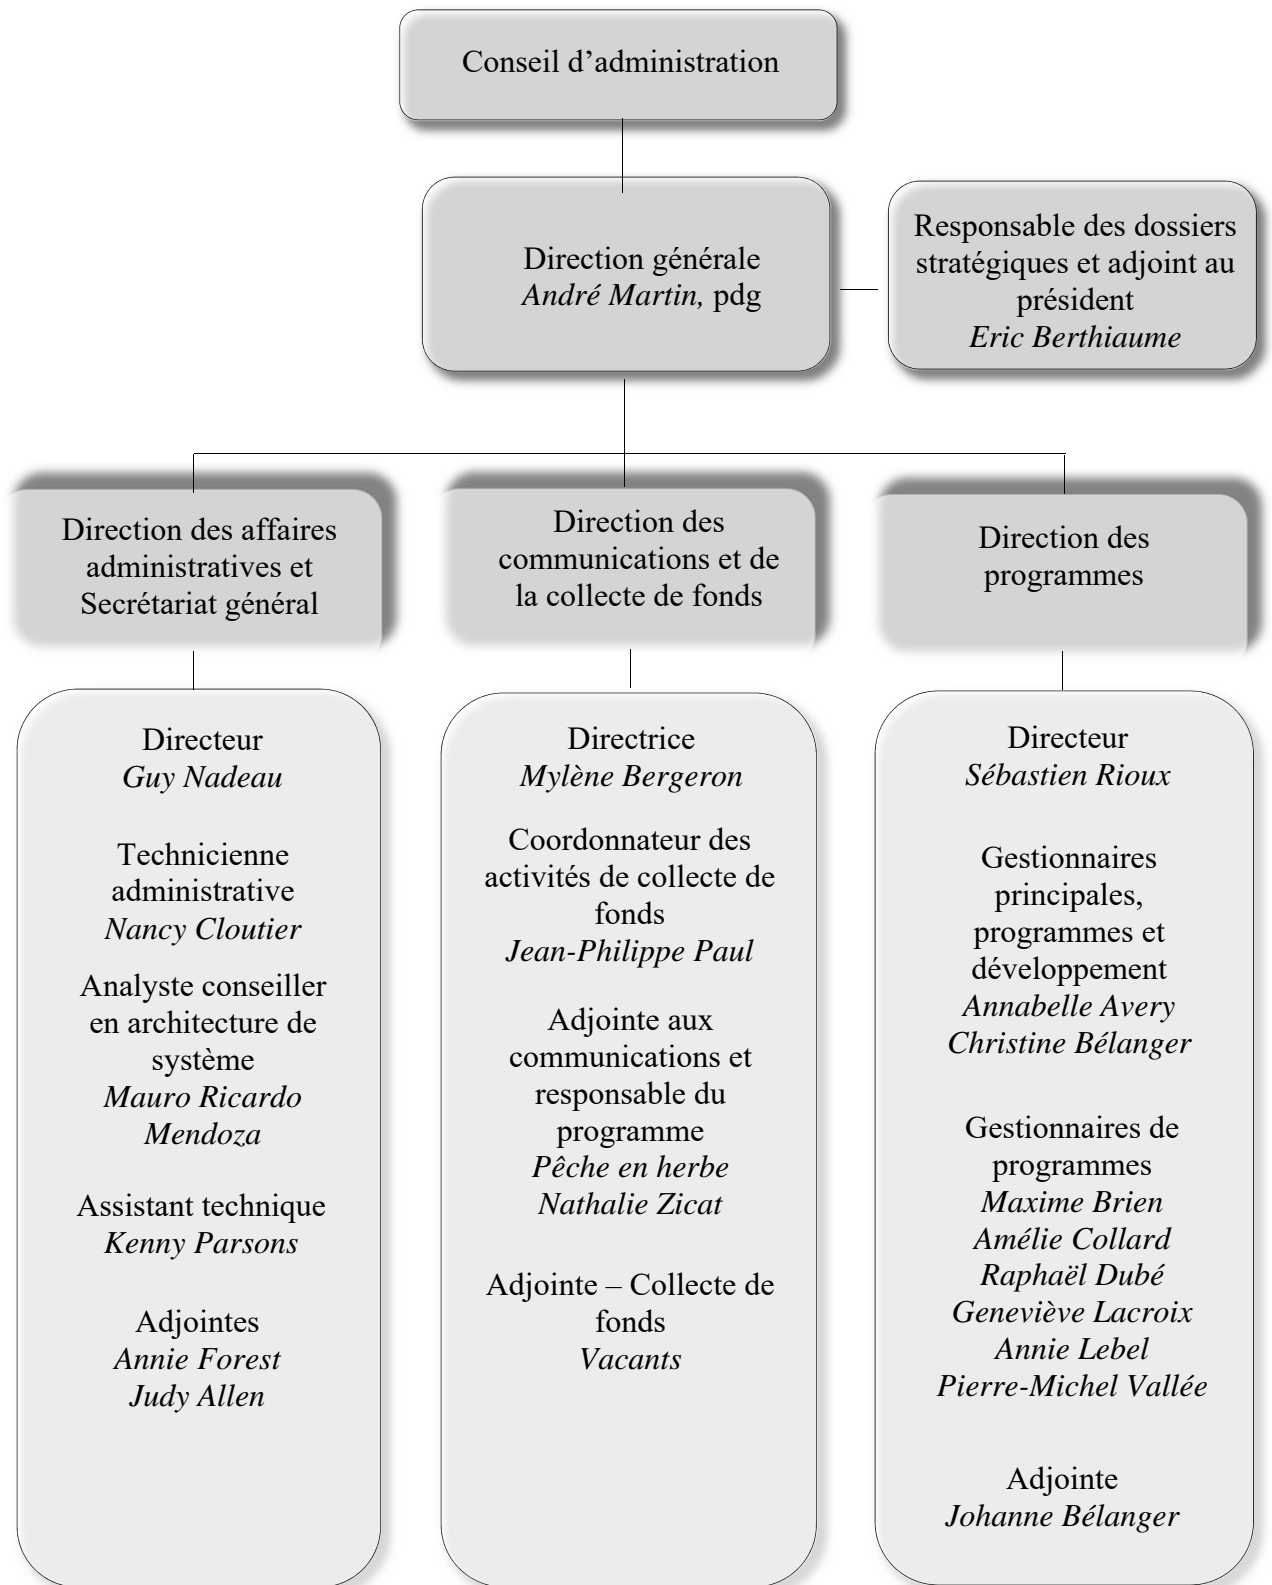 Conseil d’administration
Direction générale
André Martin, pdg
Responsable des dossiers
stratégiques et adjoint au
président
Eric Berthiaume
Direction des affaires
administratives et
Secrétariat général
Direction des
communications et de
la collecte de fonds
Direction des
programmes
Directeur
Guy Nadeau
Technicienne
administrative
Nancy Cloutier
Analyste conseiller
en architecture de
système
Mauro Ricardo
Mendoza
Assistant technique
Kenny Parsons
Adjointes
Annie Forest
Judy Allen
Directrice
Mylène Bergeron
Coordonnateur des
activités de collecte de
fonds
Jean-Philippe Paul
Adjointe aux
communications et
responsable du
programme
Pêche en herbe
Nathalie Zicat
Adjointe – Collecte de
fonds
Vacants
Directeur
Sébastien Rioux
Gestionnaires
principales,
programmes et
développement
Annabelle Avery
Christine Bélanger
Gestionnaires de
programmes
Maxime Brien
Amélie Collard
Raphaël Dubé
Geneviève Lacroix
Annie Lebel
Pierre-Michel Vallée
Adjointe
Johanne Bélanger